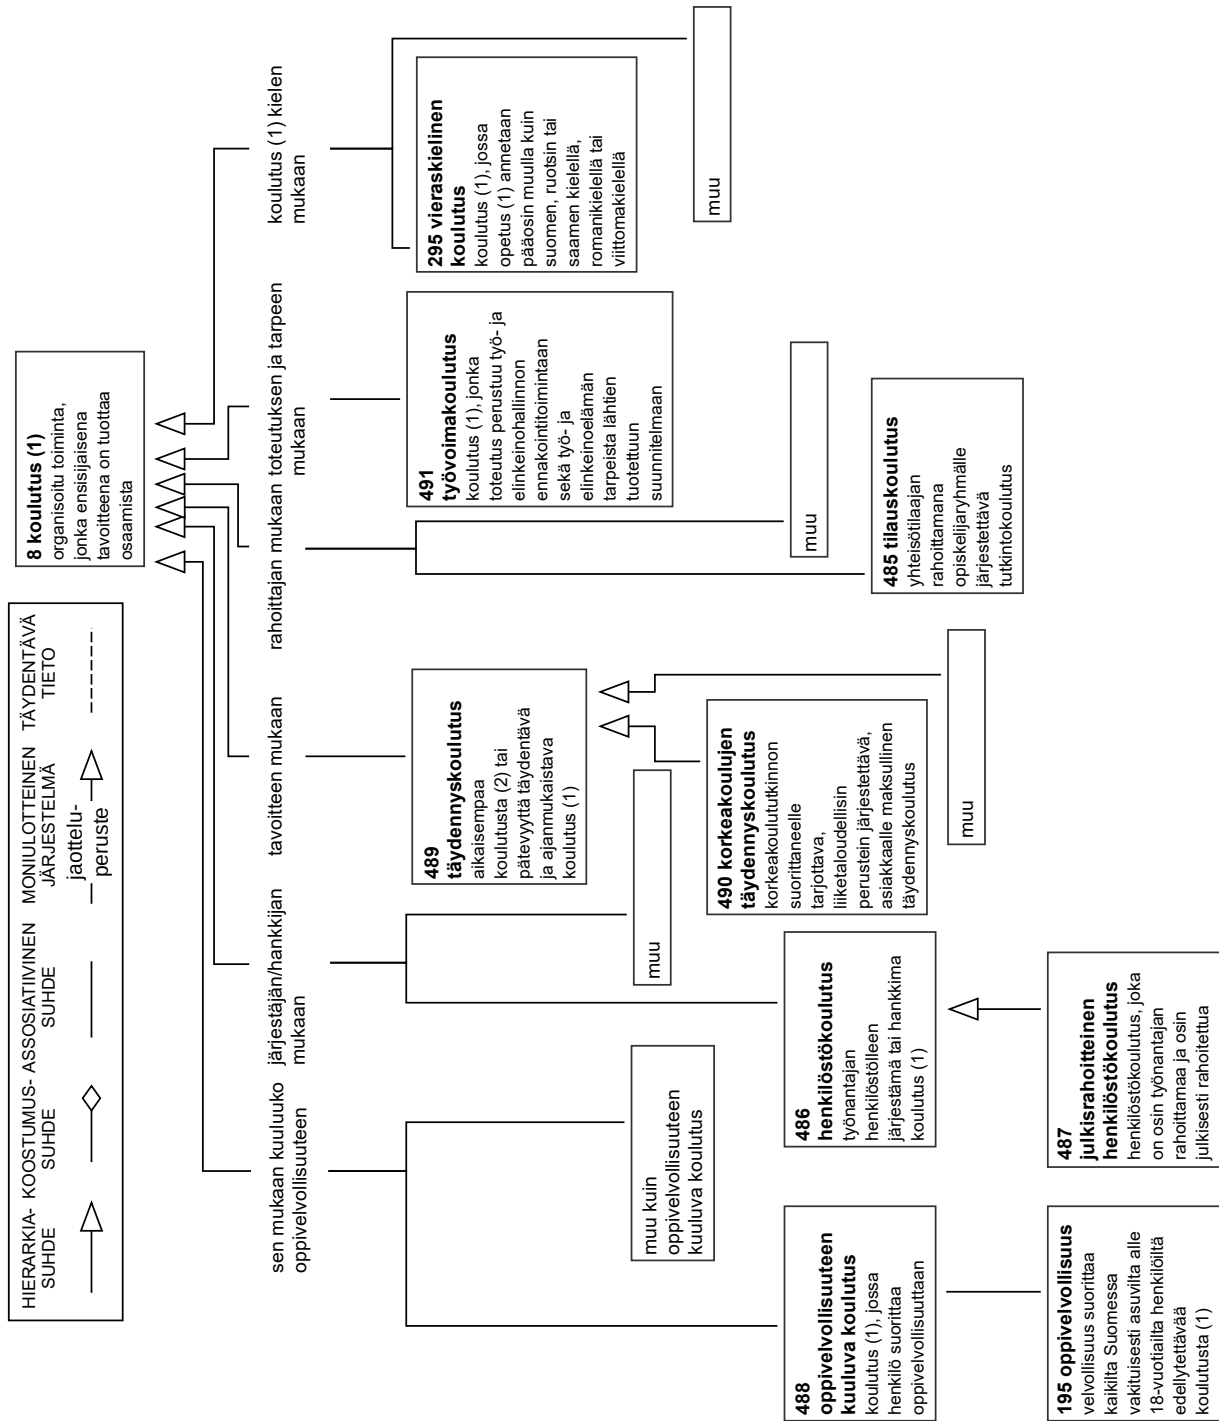 HIERARKIA-
SUHDE
KOOSTUMUS-
SUHDE
ASSOSIATIIVINEN
SUHDE
MONIULOTTEINEN
JÄRJESTELMÄ
jaottelu-
peruste
TÄYDENTÄVÄ
TIETO
8 koulutus (1)
organisoitu toiminta,
jonka ensisijaisena
tavoitteena on tuottaa
osaamista
sen mukaan kuuluuko
oppivelvollisuuteen
järjestäjän/hankkijan
mukaan
tavoitteen mukaan
rahoittajan mukaan
toteutuksen ja tarpeen
mukaan
koulutus (1) kielen
mukaan
488
oppivelvollisuuteen
kuuluva koulutus
koulutus (1), jossa
henkilö suorittaa
oppivelvollisuuttaan
195 oppivelvollisuus
velvollisuus suorittaa
kaikilta Suomessa
vakituisesti asuvilta alle
18-vuotiailta henkilöiltä
edellytettävää
koulutusta (1)
muu kuin
oppivelvollisuuteen
kuuluva koulutus
486
henkilöstökoulutus
työnantajan
henkilöstölleen
järjestämä tai hankkima
koulutus (1)
487
julkisrahoitteinen
henkilöstökoulutus
henkilöstökoulutus, joka
on osin työnantajan
rahoittamaa ja osin
julkisesti rahoitettua
muu
489
täydennyskoulutus
aikaisempaa
koulutusta (2) tai
pätevyyttä täydentävä
ja ajanmukaistava
koulutus (1)
490 korkeakoulujen
täydennyskoulutus
korkeakoulututkinnon
suorittaneelle
tarjottava,
liiketaloudellisin
perustein järjestettävä,
asiakkaalle maksullinen
täydennyskoulutus
muu
485 tilauskoulutus
yhteisötilaajan
rahoittamana
opiskelijaryhmälle
järjestettävä
tutkintokoulutus
muu
491
työvoimakoulutus
koulutus (1), jonka
toteutus perustuu työ- ja
elinkeinohallinnon
ennakointitoimintaan
sekä työ- ja
elinkeinoelämän
tarpeista lähtien
tuotettuun
suunnitelmaan
295 vieraskielinen
koulutus
koulutus (1), jossa
opetus (1) annetaan
pääosin muulla kuin
suomen, ruotsin tai
saamen kielellä,
romanikielellä tai
viittomakielellä
muu